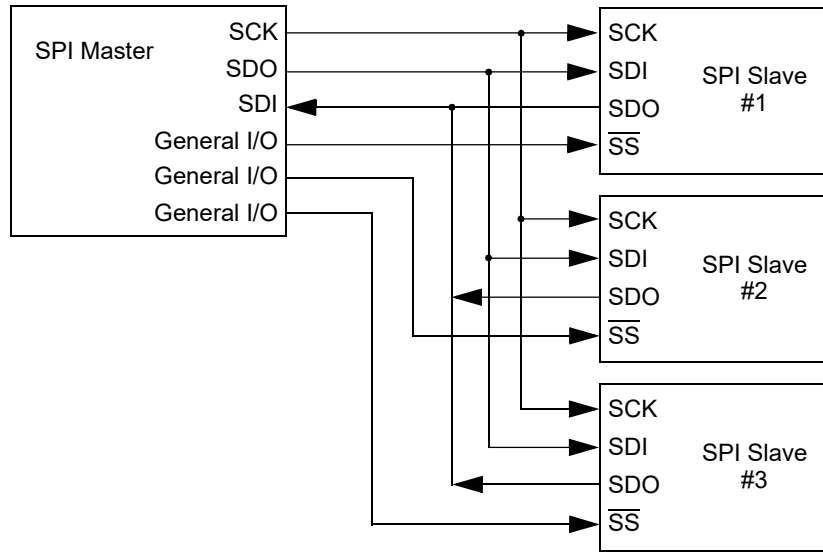 SPI Master
SCK
SDO
SDI
General I/O
General I/O
General I/O
SCK
SDI
SDO
SS
SPI Slave
#1
SCK
SDI
SDO
SS
SPI Slave
#2
SCK
SDI
SDO
SS
SPI Slave
#3